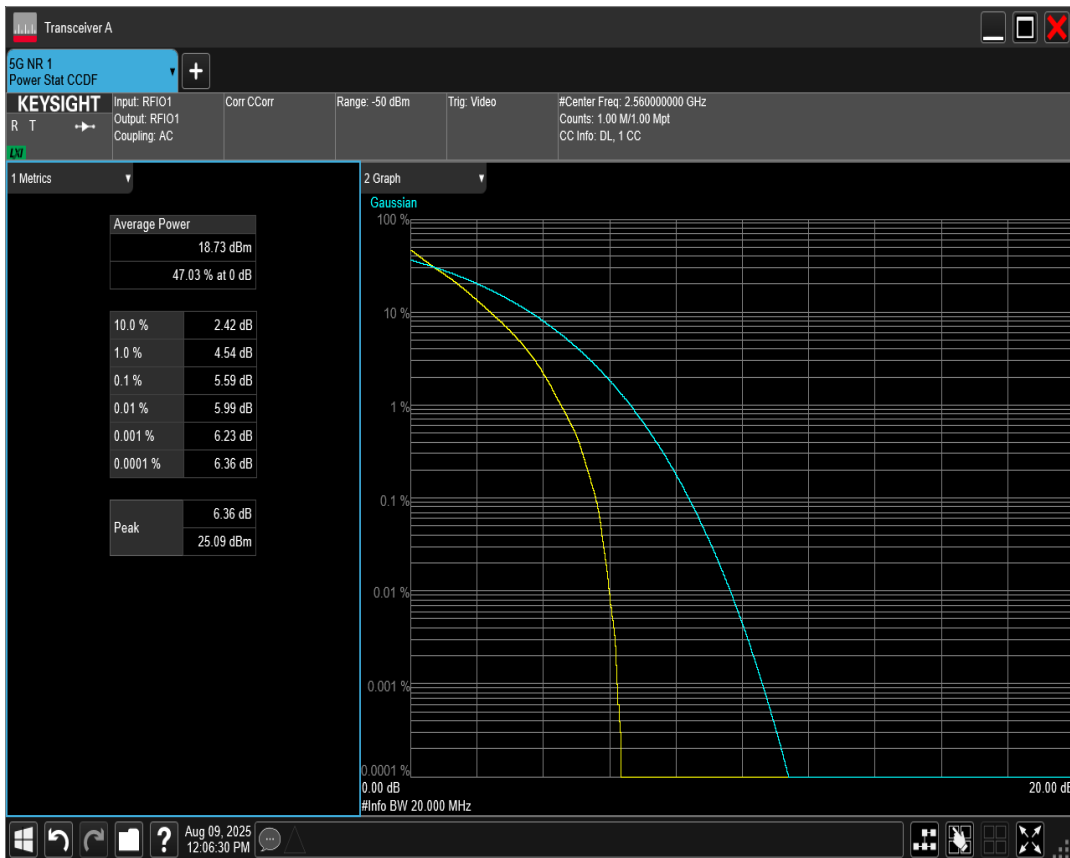 Transceiver A
5G NR 1
Power Stat CCDF
KEYSIGHT
R T
LXI
Input: RFIO1
Output: RFIO1
Coupling: AC
Corr CCorr
Range: -50 dBm
Trig: Video
#Center Freq: 2.560000000 GHz
Counts: 1.00 M/1.00 Mpt
CC Info: DL, 1 CC
1 Metrics
Average Power
18.73 dBm
47.03 % at 0 dB
10.0 % 2.42 dB
1.0 % 4.54 dB
0.1 % 5.59 dB
0.01 % 5.99 dB
0.001 % 6.23 dB
0.0001 % 6.36 dB
Peak
6.36 dB
25.09 dBm
2 Graph
Gaussian
100 %
10 %
1 %
0.1 %
0.01 %
0.001 %
0.0001 %
0.00 dB
20.00 dB
#Info BW 20.000 MHz
?
Aug 09, 2025
12:06:30 PM